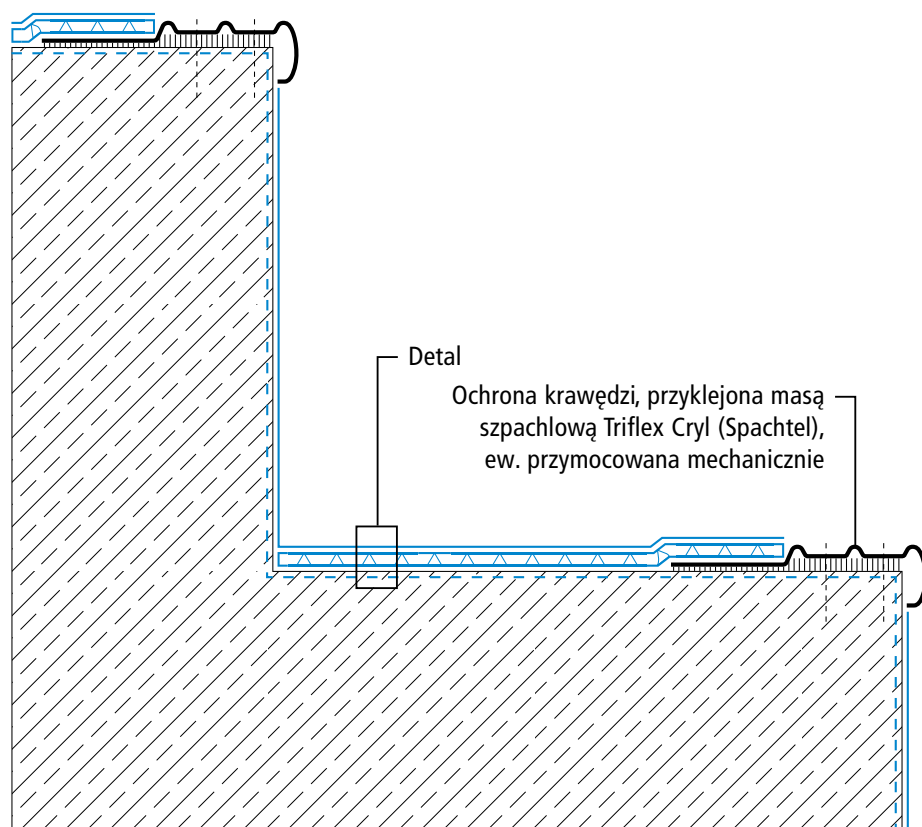 Detal
Ochrona krawędzi, przyklejona masą
szpachlową Triflex Cryl (Spachtel),
ew. przymocowana mechanicznie